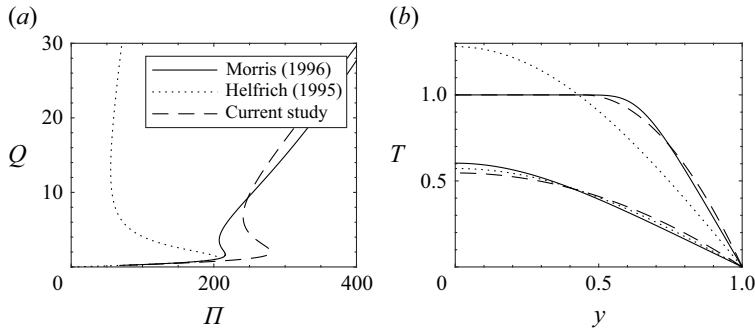 (a)
(b)
30
20
10
0
Q
Morris (1996)
Helfrich (1995)
Current study
200
400
Π
1.0
0.5
0
T
0.5
1.0
y